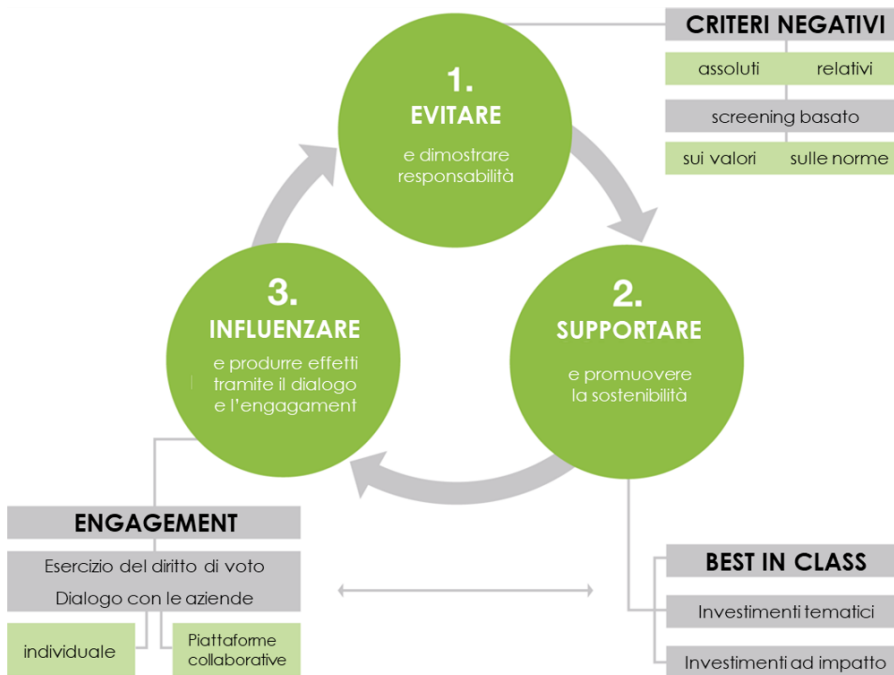 1.
EVITARE
e dimostrare
responsabilità
CRITERI NEGATIVI
assoluti relativi
screening basato
sui valori sulle norme
2.
SUPPORTARE
e promuovere
la sostenibilità
BEST IN CLASS
Investimenti tematici
Investimenti ad impatto
3.
INFLUENZARE
e produrre effetti
tramite il dialogo
e l'engagament
ENGAGEMENT
Esercizio del diritto di voto
Dialogo con le aziende
individuale
Piattaforme
collaborative